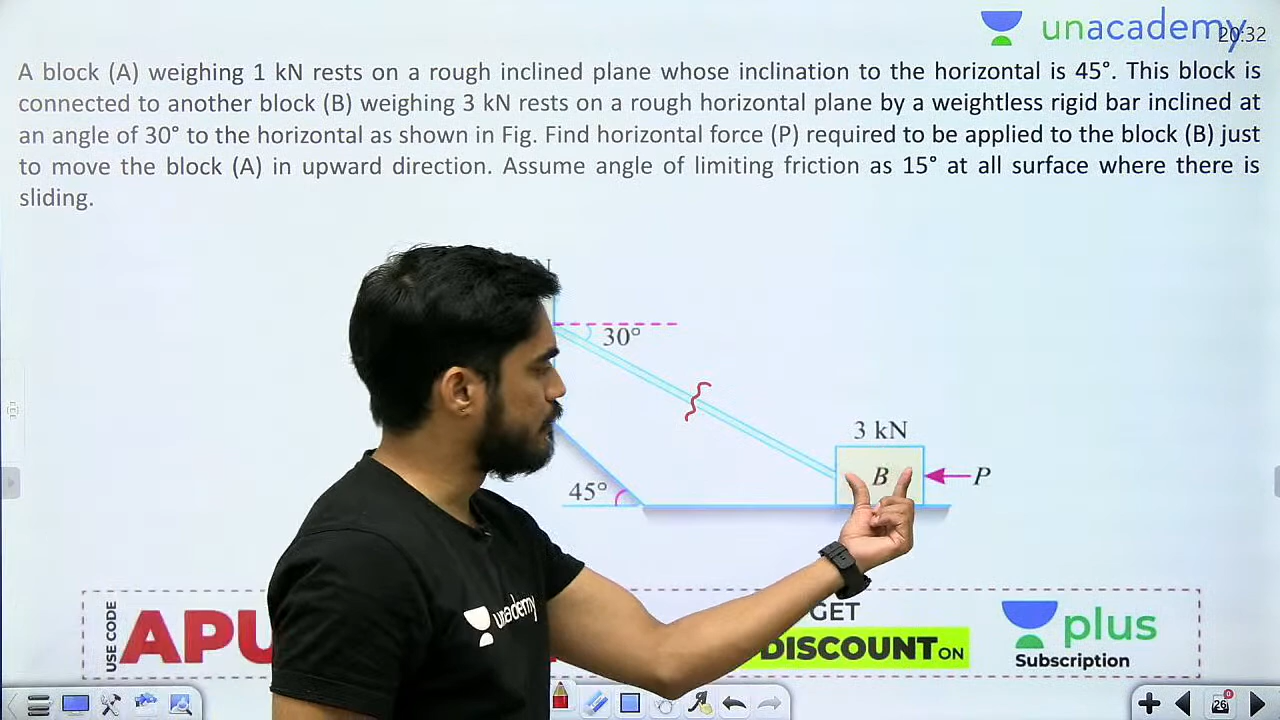 unacademy
20:32
A block (A) weighing 1 kN rests on a rough inclined plane whose inclination to the horizontal is 45°. This block is
connected to another block (B) weighing 3 kN rests on a rough horizontal plane by a weightless rigid bar inclined at
an angle of 30° to the horizontal as shown in Fig. Find horizontal force (P) required to be applied to the block (B) just
to move the block (A) in upward direction. Assume angle of limiting friction as 15° at all surface where there is
sliding.
30°
3 kN
B
P
45°
unacademy
USE CODE
APU
GET
DISCOUNT ON
plus
Subscription
26
0